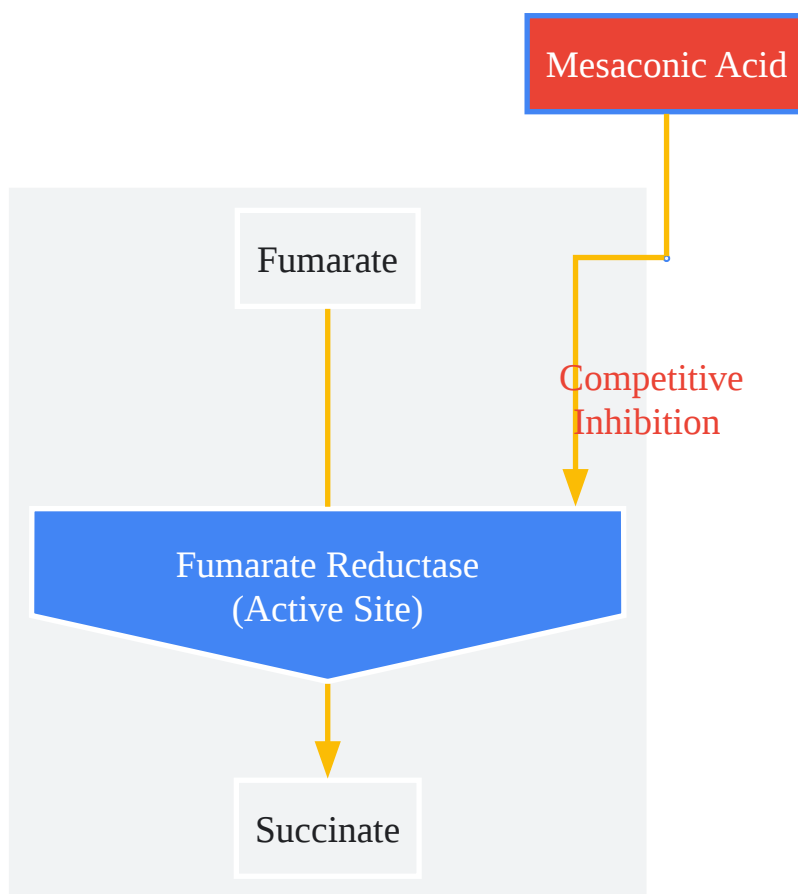 Mesaconic Acid
Fumarate
Competitive
Inhibition
Fumarate Reductase
(Active Site)
Succinate